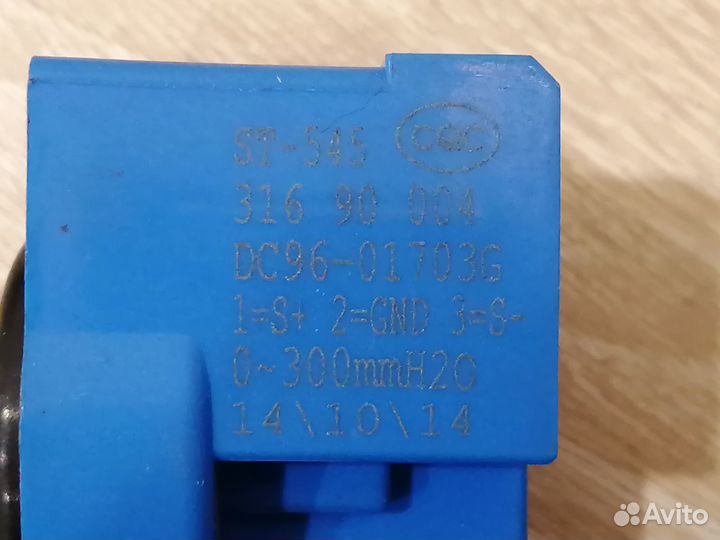 ST-545 CQC
316 90 004
DC96-01703G
1=S+ 2=GND 3=S-
0~300mmH2O
14\10\14
Avito